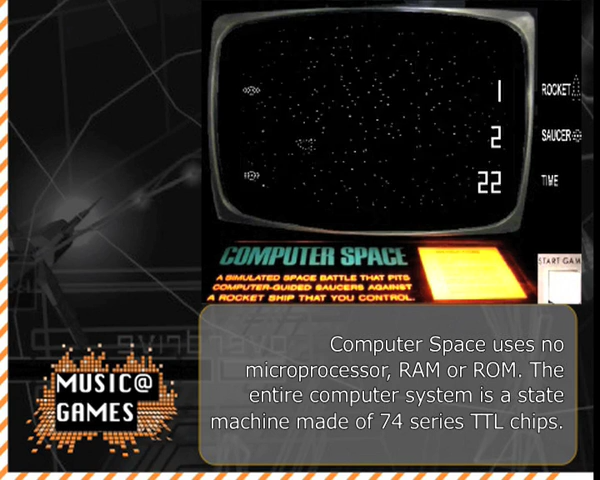 1
ROCKET
2
SAUCER
22
TIME
COMPUTER SPACE
A SIMULATED SPACE BATTLE THAT PITS
COMPUTER-GUIDED SAUCERS AGAINST
A ROCKET SHIP THAT YOU CONTROL.
START GAM
MUSIC@
GAMES
Computer Space uses no
microprocessor, RAM or ROM. The
entire computer system is a state
machine made of 74 series TTL chips.